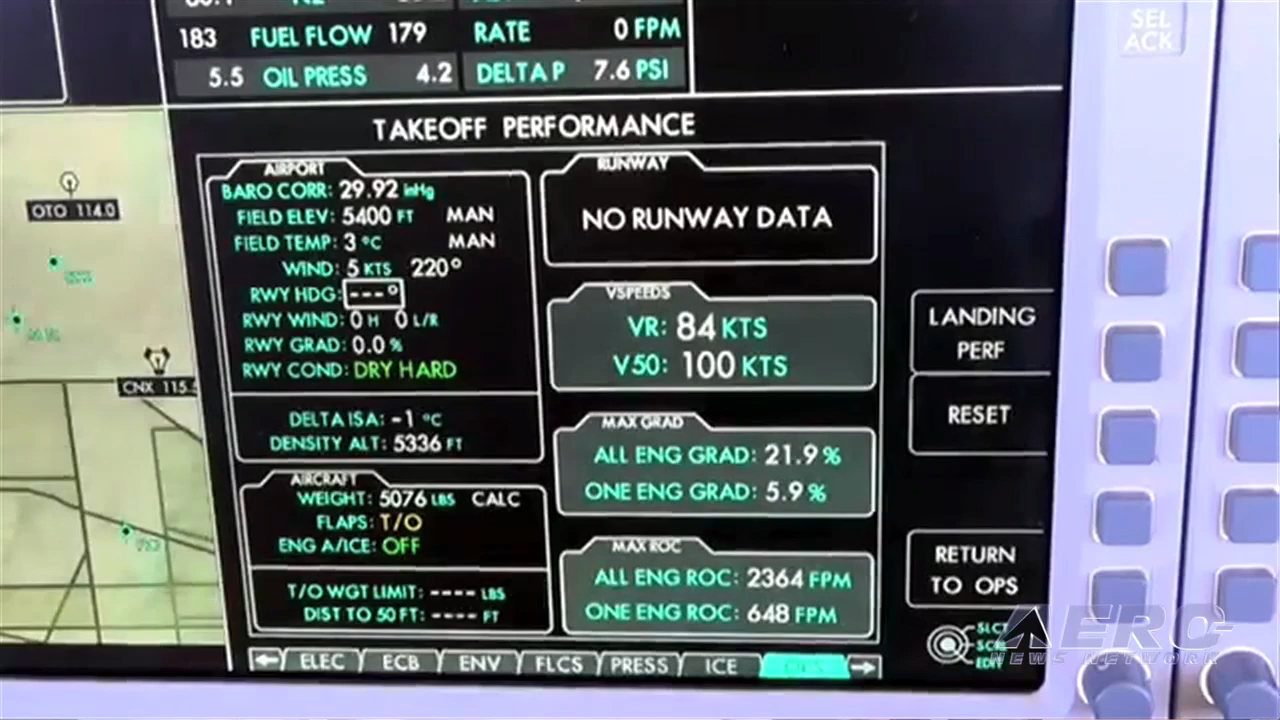 183 FUEL FLOW 179
RATE 0 FPM
5.5 OIL PRESS 4.2
DELTA P 7.6 PSI
SEL
ACK
TAKEOFF PERFORMANCE
AIRPORT
BARO CORR: 29.92 inHg
FIELD ELEV: 5400 FT MAN
FIELD TEMP: 3 °C MAN
WIND: 5 KTS 220°
RWY HDG: ---°
RWY WIND: 0 H 0 L/R
RWY GRAD: 0.0 %
RWY COND: DRY HARD
DELTA ISA: -1 °C
DENSITY ALT: 5336 FT
AIRCRAFT
WEIGHT: 5076 LBS CALC
FLAPS: T/O
ENG A/ICE: OFF
T/O WGT LIMIT: ---- LBS
DIST TO 50 FT: ---- FT
RUNWAY
NO RUNWAY DATA
VSPEEDS
VR: 84 KTS
V50: 100 KTS
MAX GRAD
ALL ENG GRAD: 21.9 %
ONE ENG GRAD: 5.9 %
MAX ROC
ALL ENG ROC: 2364 FPM
ONE ENG ROC: 648 FPM
LANDING
PERF
RESET
RETURN
TO OPS
SLCT
EDIT
OTO 114.0
CNX 115.5
ELEC ECB ENV FLCS PRESS ICE OPS
AERO
NEWS NETWORK